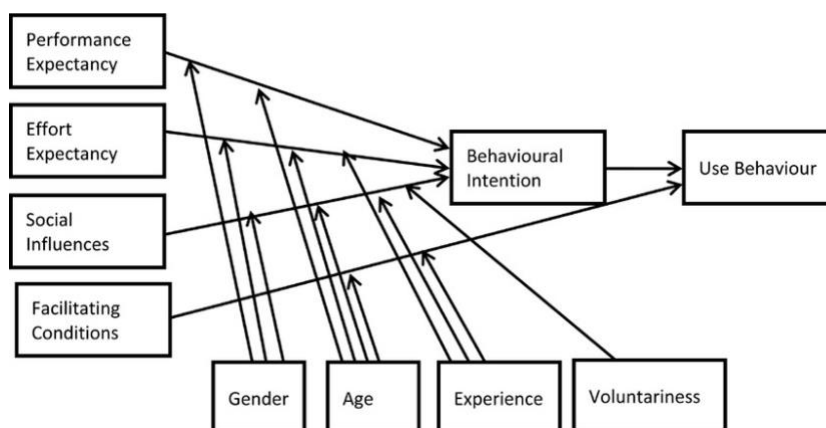 Performance
Expectancy
Effort
Expectancy
Social
Influences
Facilitating
Conditions
Behavioural
Intention
Use Behaviour
Gender
Age
Experience
Voluntariness